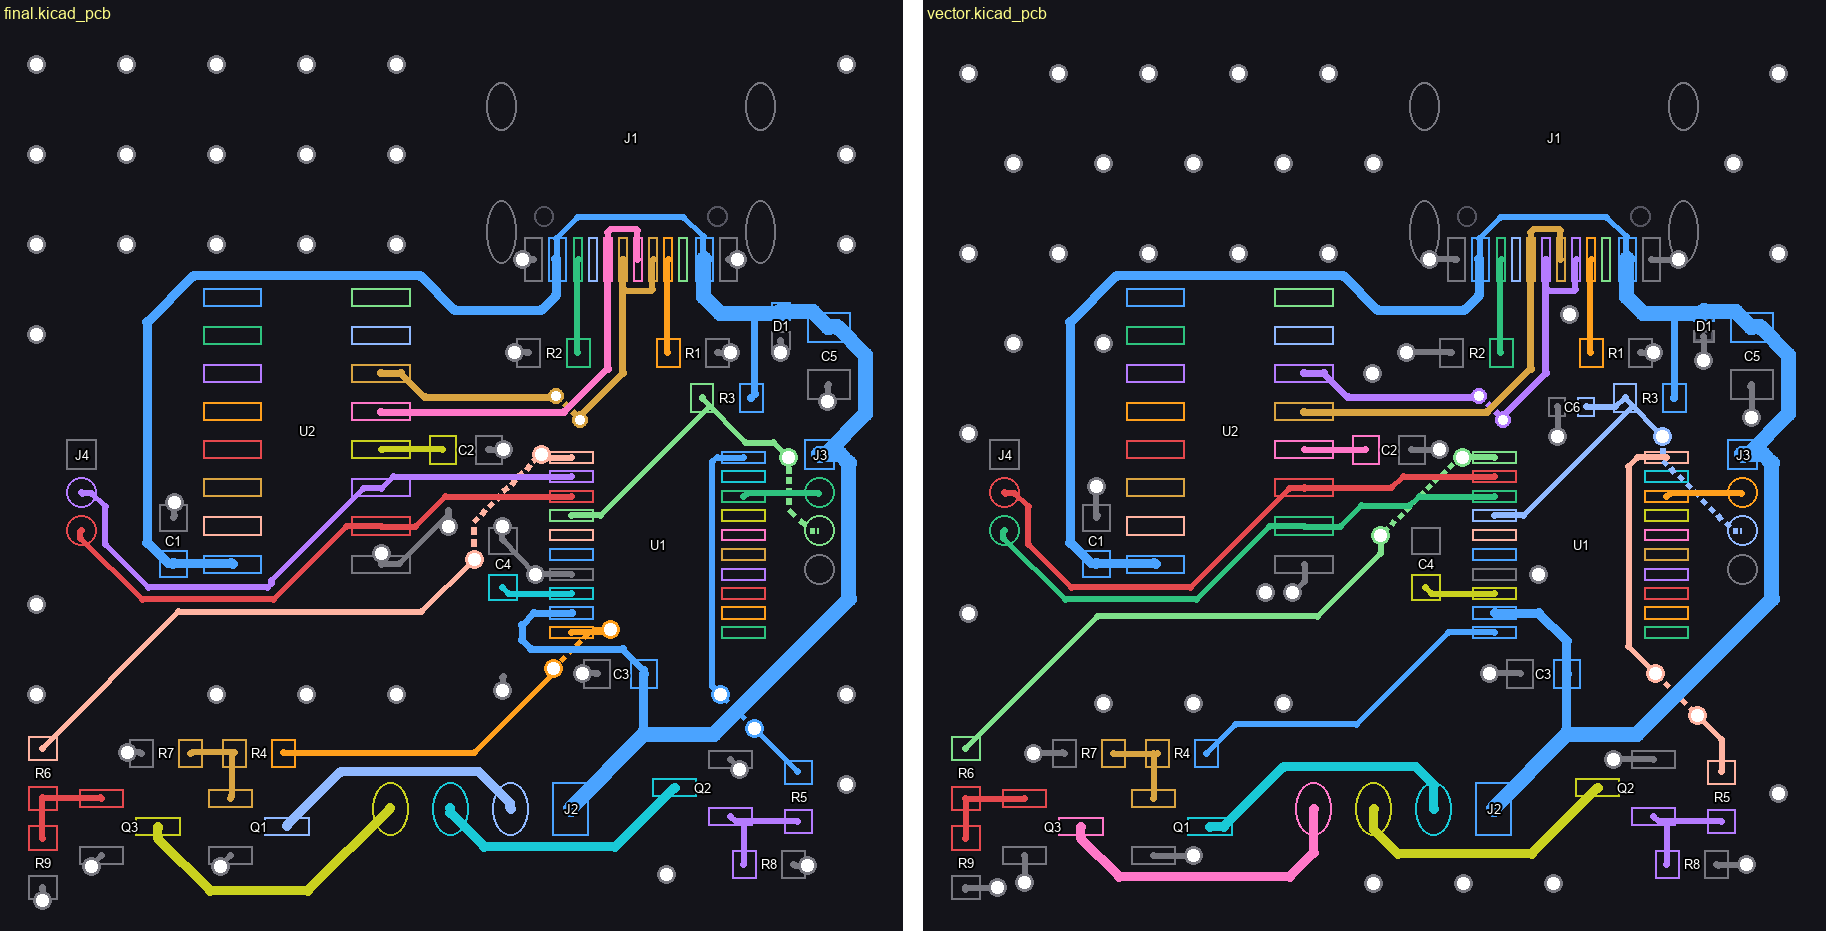 final.kicad_pcb
J1
D1
R2
R1
C5
R3
U2
J4
C2
J3
C1
U1
C4
C3
R7
R4
R6
R5
Q2
J2
Q3
Q1
R9
R8
vector.kicad_pcb
J1
D1
R2
R1
C5
R3
C6
U2
J4
C2
J3
C1
U1
C4
C3
R7
R4
R6
R5
Q2
J2
Q3
Q1
R9
R8